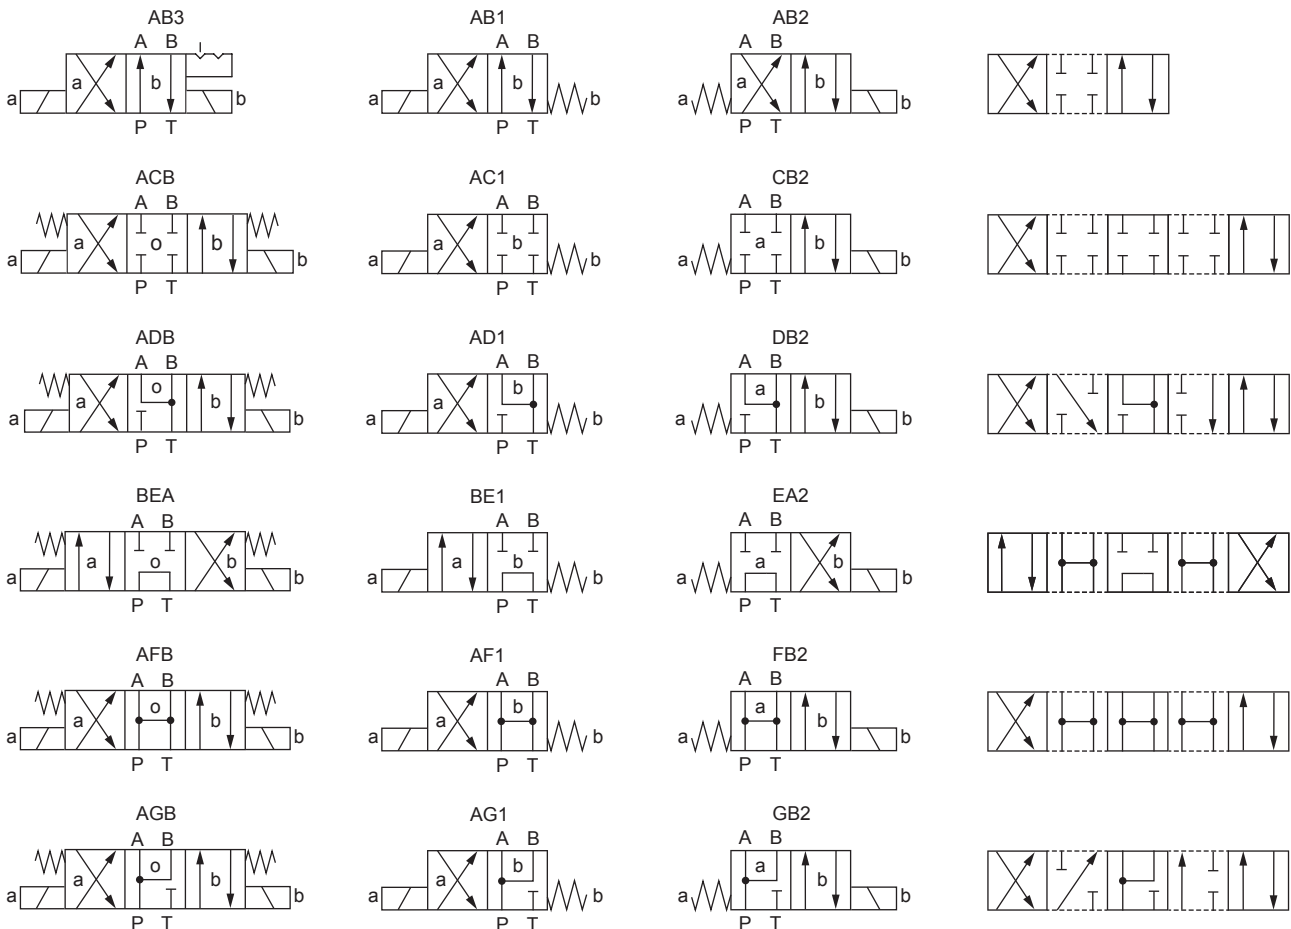 AB3 AB1 AB2
A B A B A B
a a b b a b b a a b b
P T P T P T
ACB AC1 CB2
A B A B A B
a a o b b a b b a a b b
P T P T P T
ADB AD1 DB2
A B A B A B
a a o b b a a b b a a b b
P T P T P T
BEA BE1 EA2
A B A B A B
a a o b b a a b b a a b b
P T P T P T
AFB AF1 FB2
A B A B A B
a a o b b a b b a a b b
P T P T P T
AGB AG1 GB2
A B A B A B
a a o b b a a b b a a b b
P T P T P T